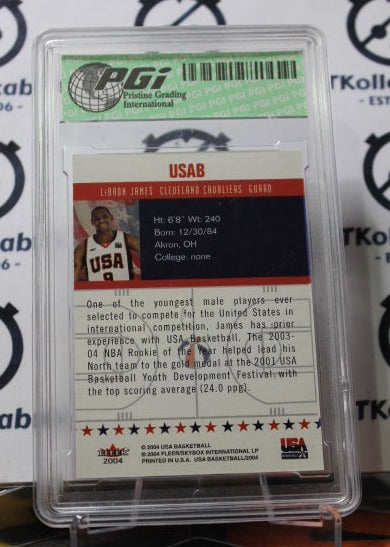 PGi
Pristine Grading
International
USAB
LeBRON JAMES CLEVELAND CAVALIERS GUARD
Ht: 6'8" Wt: 240
Born: 12/30/84
Akron, OH
College: none
USA
One of the youngest male players ever
selected to compete for the United States in
international competition, James has prior
experience with USA Basketball. The 2003-
04 NBA Rookie of the Year helped lead his
North team to the gold medal at the 2001 USA
Basketball Youth Development Festival, with
the top scoring average (24.0 ppg).
FLEER
2004
© 2004 USA BASKETBALL
© 2004 FLEER/SKYBOX INTERNATIONAL LP
PRINTED IN U.S.A. USA BASKETBALL/2004
USA
BASKETBALL
TKollectab